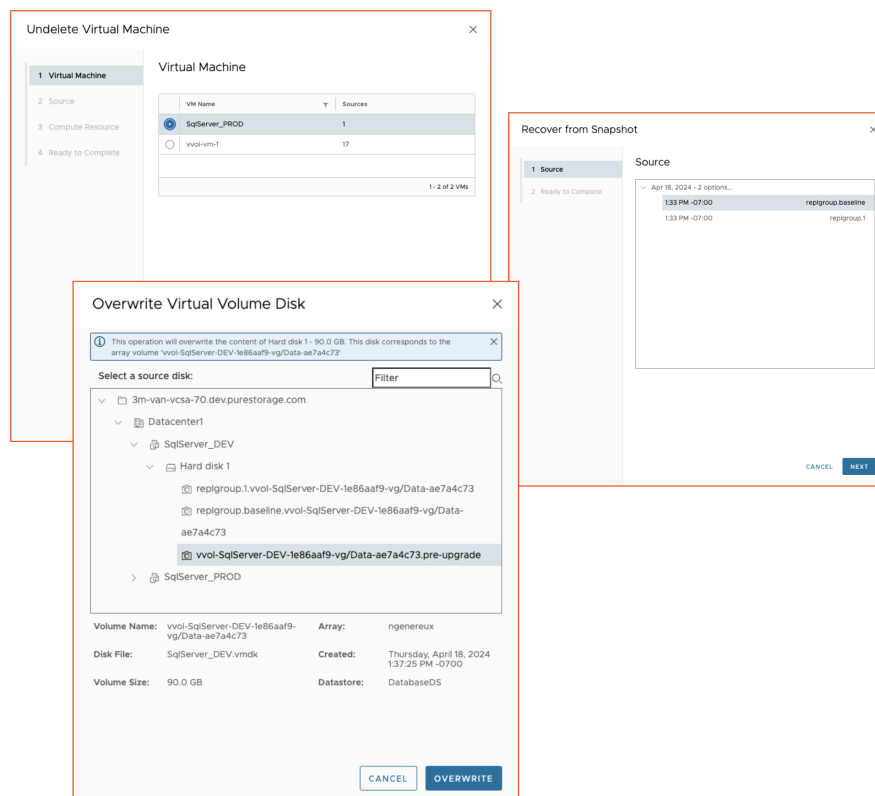 Undelete Virtual Machine
1 Virtual Machine
2 Source
3 Compute Resource
4 Ready to Complete
Virtual Machine
VM Name Sources
SqlServer_PROD 1
vvol-vm-1 17
1 - 2 of 2 VMs
Recover from Snapshot
1 Source
2 Ready to Complete
Source
Apr 18, 2024 - 2 options...
1:33 PM -07:00 replgroup.baseline
1:33 PM -07:00 replgroup.1
CANCEL NEXT
Overwrite Virtual Volume Disk
This operation will overwrite the content of Hard disk 1 - 90.0 GB. This disk corresponds to the
array volume 'vvol-SqlServer-DEV-1e86aaf9-vg/Data-ae7a4c73'
Select a source disk: Filter
3m-van-vcsa-70.dev.purestorage.com
Datacenter1
SqlServer_DEV
Hard disk 1
replgroup.1.vvol-SqlServer-DEV-1e86aaf9-vg/Data-ae7a4c73
replgroup.baseline.vvol-SqlServer-DEV-1e86aaf9-vg/Data-
ae7a4c73
vvol-SqlServer-DEV-1e86aaf9-vg/Data-ae7a4c73.pre-upgrade
SqlServer_PROD
Volume Name: vvol-SqlServer-DEV-1e86aaf9- Array: ngenereux
vg/Data-ae7a4c73
Disk File: SqlServer_DEV.vmdk Created: Thursday, April 18, 2024
1:37:25 PM -0700
Volume Size: 90.0 GB Datastore: DatabaseDS
CANCEL OVERWRITE